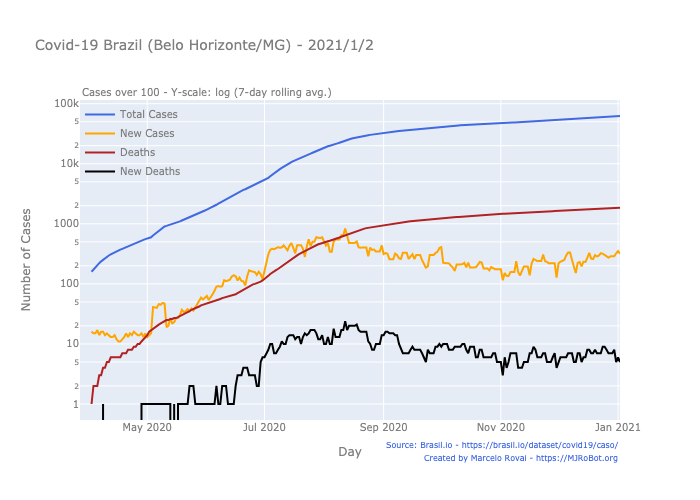 Covid-19 Brazil (Belo Horizonte/MG) - 2021/1/2
Cases over 100 - Y-scale: log (7-day rolling avg.)
Total Cases
New Cases
Deaths
New Deaths
100k
5
2
10k
5
2
1000
5
2
100
5
2
10
5
2
1
Number of Cases
May 2020
Jul 2020
Sep 2020
Nov 2020
Jan 2021
Day
Source: Brasil.io - https://brasil.io/dataset/covid19/caso/
Created by Marcelo Rovai - https://MJRoBot.org